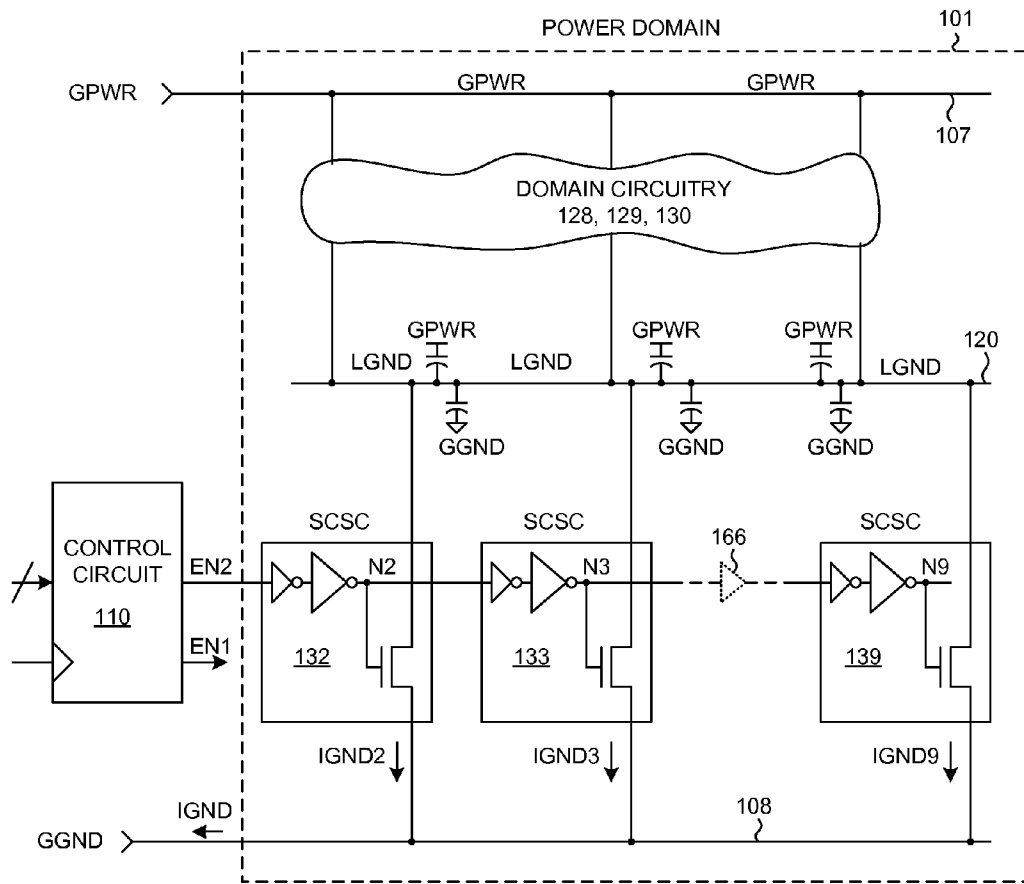 POWER DOMAIN
101
GPWR
GPWR
GPWR
107
DOMAIN CIRCUITRY
128, 129, 130
GPWR
GPWR
GPWR
120
LGND
LGND
LGND
GGND
GGND
GGND
SCSC
SCSC
166
SCSC
CONTROL
CIRCUIT
110
EN2
N2
N3
N9
EN1
132
133
139
IGND2
IGND3
IGND9
IGND
108
GGND